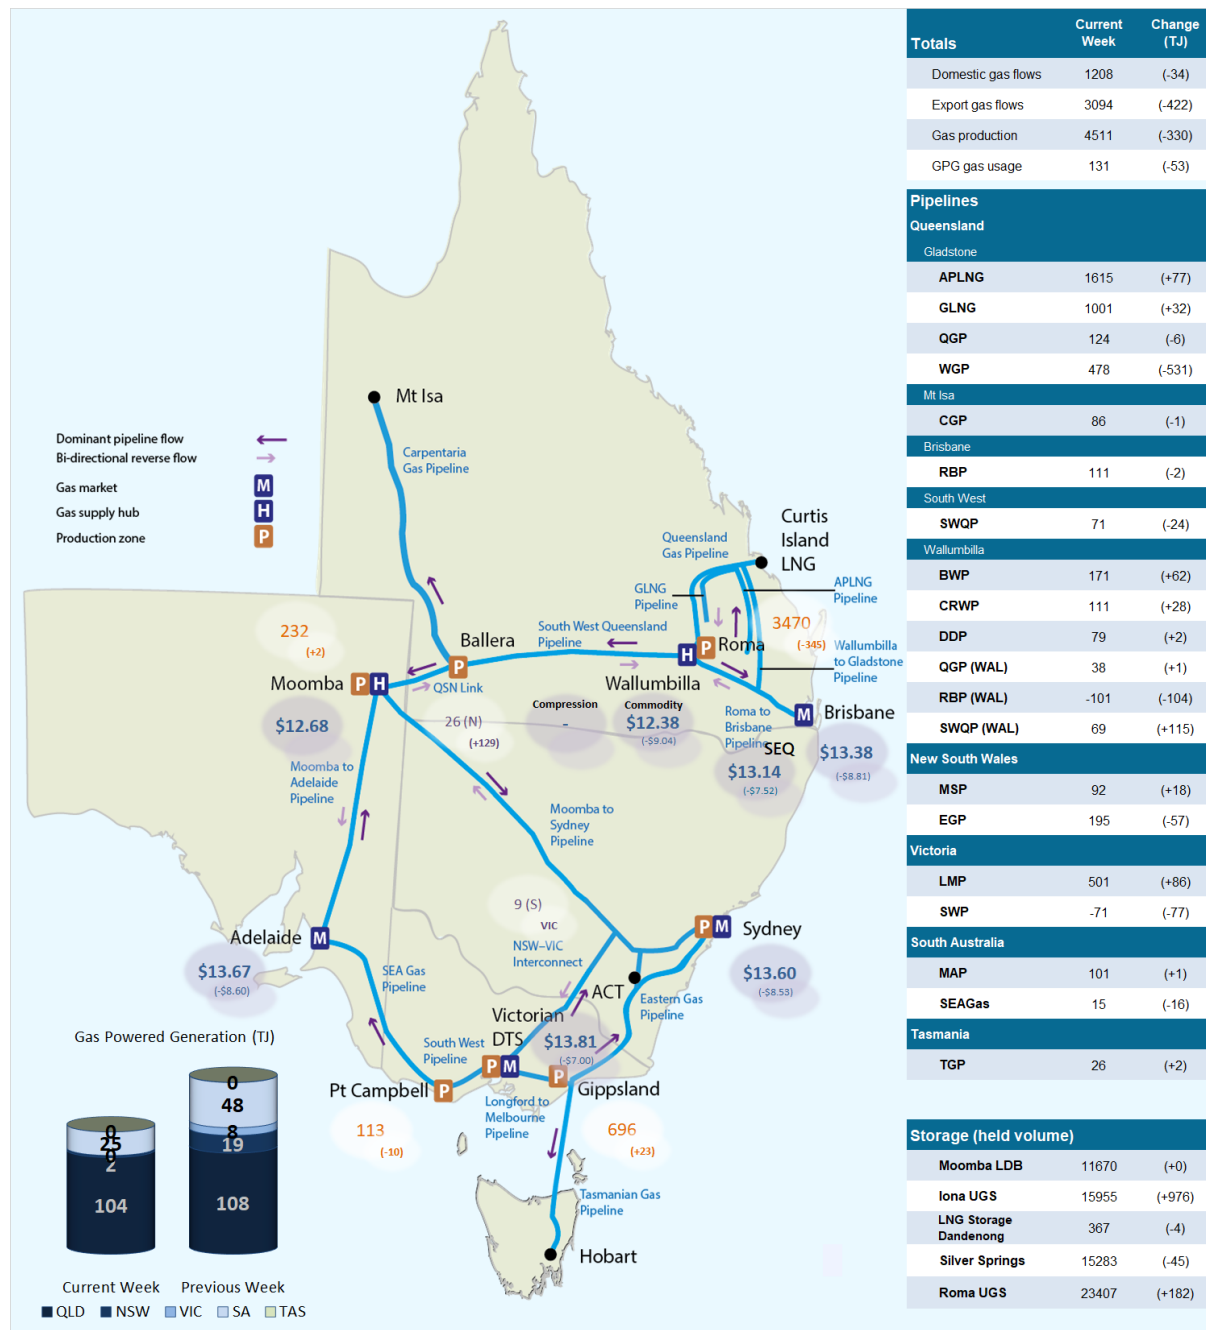 Mt Isa
Dominant pipeline flow
Bi-directional reverse flow
Gas market
M
Gas supply hub
H
Production zone
P
Carpentaria
Gas Pipeline
Curtis
Island
LNG
Queensland
Gas Pipeline
GLNG
Pipeline
APLNG
Pipeline
232
(+2)
3470
(-345)
Ballera
P
South West Queensland
Pipeline
H
P
Roma
Wallumbilla
to Gladstone
Pipeline
Moomba
P
H
QSN Link
Wallumbilla
$12.68
26 (N)
(+129)
Compression
-
Commodity
$12.38
(-$9.04)
Roma to
Brisbane
Pipeline
M
Brisbane
SEQ
$13.14
(-$7.52)
$13.38
(-$8.81)
Moomba to
Adelaide
Pipeline
Moomba to
Sydney
Pipeline
9 (S)
VIC
NSW–VIC
Interconnect
Adelaide
M
P
M
Sydney
$13.67
(-$8.60)
SEA Gas
Pipeline
$13.60
(-$8.53)
ACT
Eastern Gas
Pipeline
Victorian
DTS
$13.81
(-$7.00)
South West
Pipeline
P
M
P
Gippsland
Pt Campbell
P
Longford to
Melbourne
Pipeline
113
(-10)
696
(+23)
Tasmanian Gas
Pipeline
Hobart
Gas Powered Generation (TJ)
0
25
0
2
104
0
48
8
19
108
Current Week
Previous Week
QLD NSW VIC SA TAS
Totals Current Week Change (TJ)
Domestic gas flows 1208 (-34)
Export gas flows 3094 (-422)
Gas production 4511 (-330)
GPG gas usage 131 (-53)
Pipelines
Queensland
Gladstone
APLNG 1615 (+77)
GLNG 1001 (+32)
QGP 124 (-6)
WGP 478 (-531)
Mt Isa
CGP 86 (-1)
Brisbane
RBP 111 (-2)
South West
SWQP 71 (-24)
Wallumbilla
BWP 171 (+62)
CRWP 111 (+28)
DDP 79 (+2)
QGP (WAL) 38 (+1)
RBP (WAL) -101 (-104)
SWQP (WAL) 69 (+115)
New South Wales
MSP 92 (+18)
EGP 195 (-57)
Victoria
LMP 501 (+86)
SWP -71 (-77)
South Australia
MAP 101 (+1)
SEAGas 15 (-16)
Tasmania
TGP 26 (+2)
Storage (held volume)
Moomba LDB 11670 (+0)
Iona UGS 15955 (+976)
LNG Storage
Dandenong 367 (-4)
Silver Springs 15283 (-45)
Roma UGS 23407 (+182)